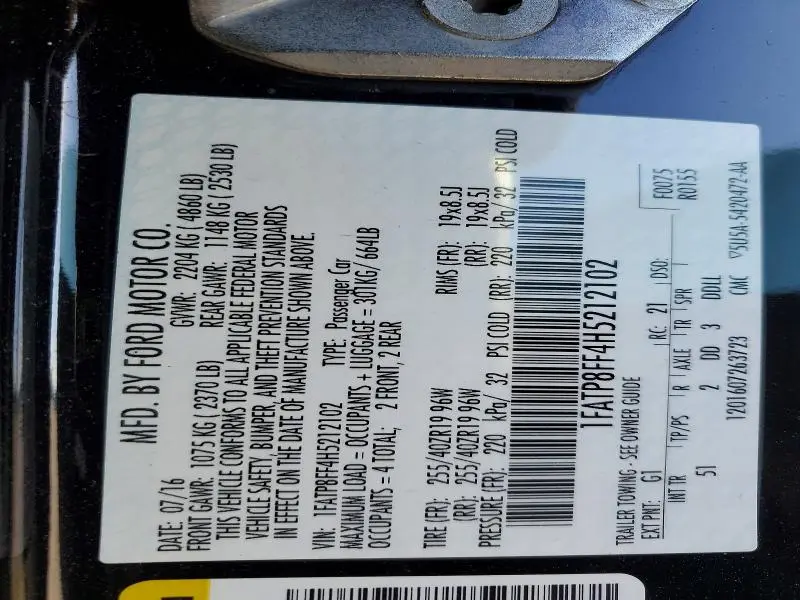 MFD. BY FORD MOTOR CO.
DATE: 07/16 GVWR: 2204 KG (4860 LB)
FRONT GAWR: 1075 KG (2370 LB) REAR GAWR: 1148 KG (2530 LB)
THIS VEHICLE CONFORMS TO ALL APPLICABLE FEDERAL MOTOR
VEHICLE SAFETY, BUMPER, AND THEFT PREVENTION STANDARDS
IN EFFECT ON THE DATE OF MANUFACTURE SHOWN ABOVE.
VIN: 1FATP8FF4H5212102 TYPE: Passenger Car
MAXIMUM LOAD = OCCUPANTS + LUGGAGE = 301KG/664LB
OCCUPANTS = 4 TOTAL; 2 FRONT, 2 REAR
TIRE (FR): 255/40ZR19 96W RIMS (FR): 19x8.5J
(RR): 255/40ZR19 96W (RR): 19x8.5J
PRESSURE (FR): 220 kPa/ 32 PSI COLD (RR): 220 kPa/ 32 PSI COLD
1FATP8FF4H5212102
TRAILER TOWING - SEE OWNER GUIDE F0075
R0155
EXT PNT: G1 RC: 21 DSO:
INT TR TP/PS R AXLE TR SPR
51 2 DD 3 DDLL
1201607263723 CMC ▽5U5A-5420472-AA